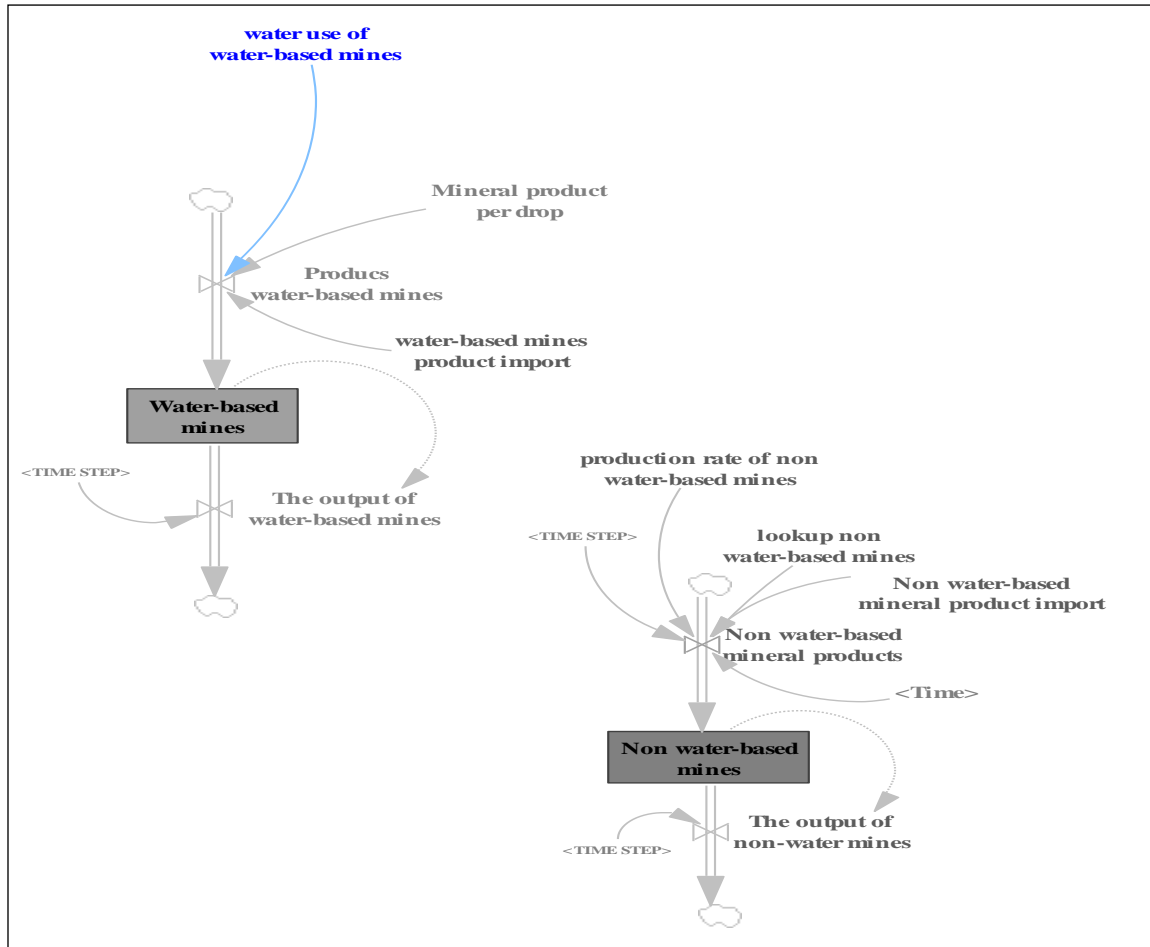 water use of
water-based mines
Mineral product
per drop
Producs
water-based mines
water-based mines
product import
Water-based
mines
<TIME STEP>
The output of
water-based mines
production rate of non
water-based mines
<TIME STEP>
lookup non
water-based mines
Non water-based
mineral product import
Non water-based
mineral products
<Time>
Non water-based
mines
The output of
non-water mines
<TIME STEP>